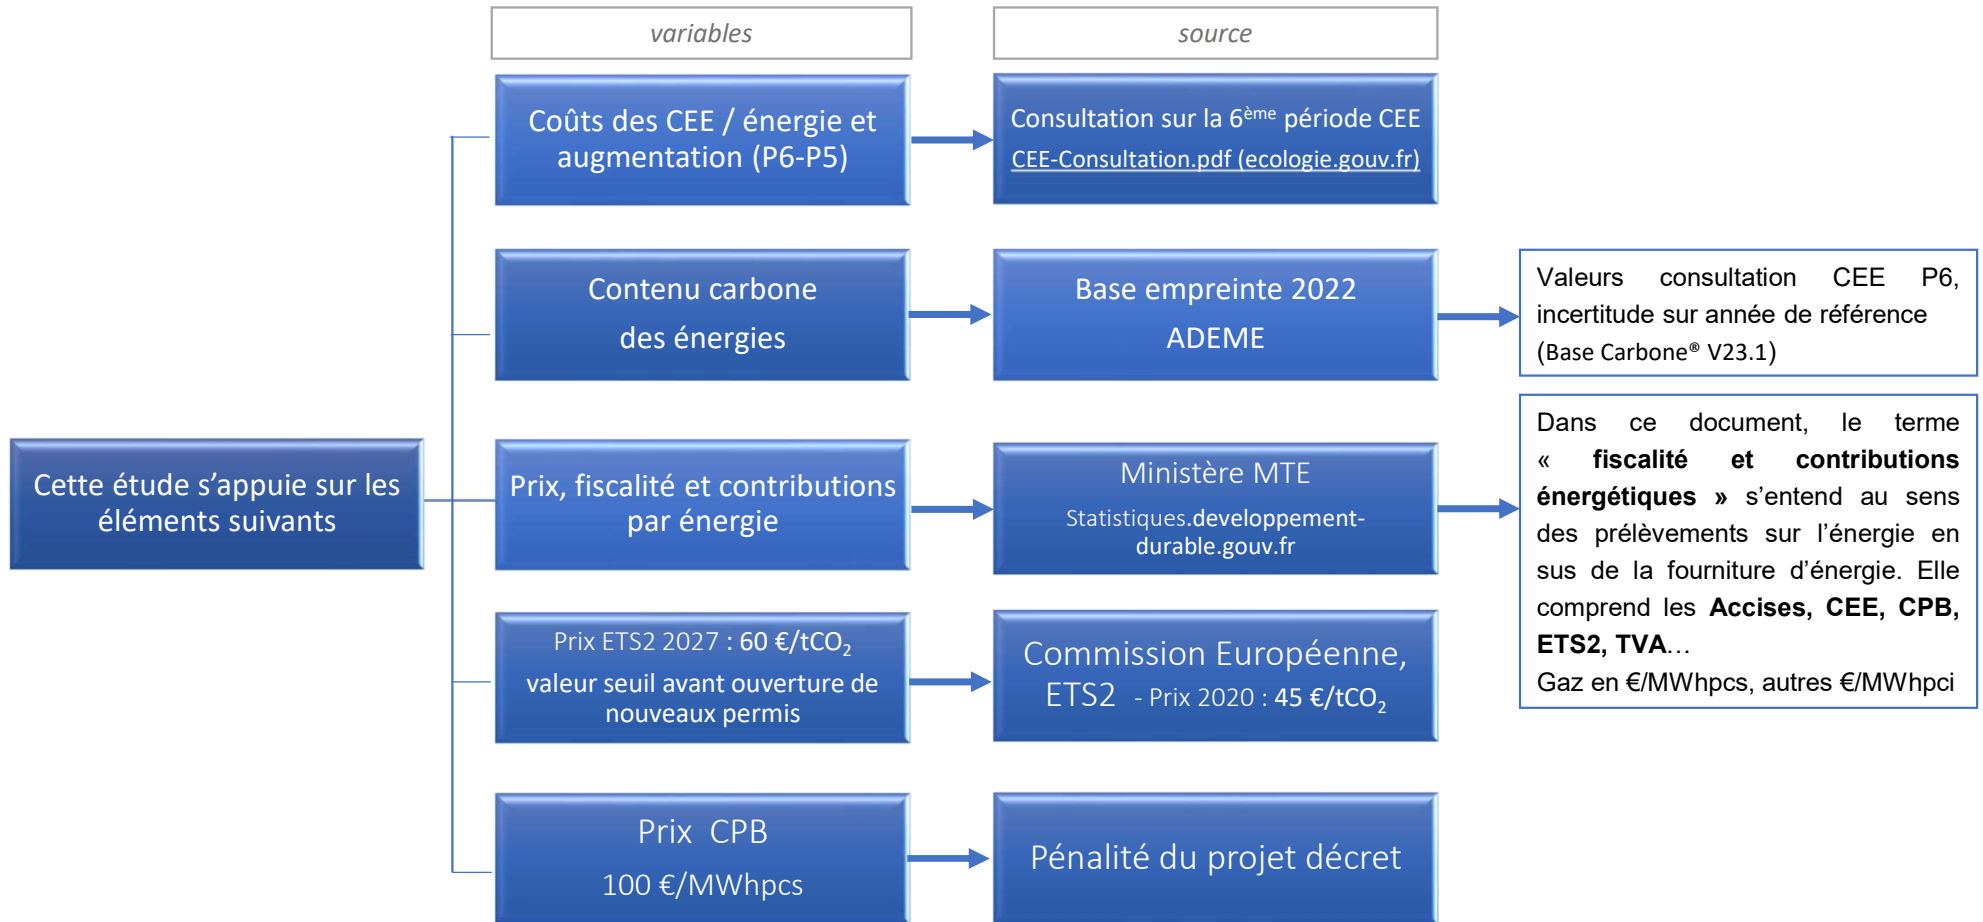 variables
source
Coûts des CEE / énergie et
augmentation (P6-P5)
Consultation sur la 6ème période CEE
CEE-Consultation.pdf (ecologie.gouv.fr)
Contenu carbone
des énergies
Base empreinte 2022
ADEME
Valeurs consultation CEE P6,
incertitude sur année de référence
(Base Carbone® V23.1)
Cette étude s’appuie sur les
éléments suivants
Prix, fiscalité et contributions
par énergie
Ministère MTE
Statistiques.developpement-
durable.gouv.fr
Dans ce document, le terme
« fiscalité et contributions
énergétiques » s’entend au sens
des prélèvements sur l’énergie en
sus de la fourniture d’énergie. Elle
comprend les Accises, CEE, CPB,
ETS2, TVA…
Gaz en €/MWhpcs, autres €/MWhpci
Prix ETS2 2027 : 60 €/tCO2
valeur seuil avant ouverture de
nouveaux permis
Commission Européenne,
ETS2 - Prix 2020 : 45 €/tCO2
Prix CPB
100 €/MWhpcs
Pénalité du projet décret